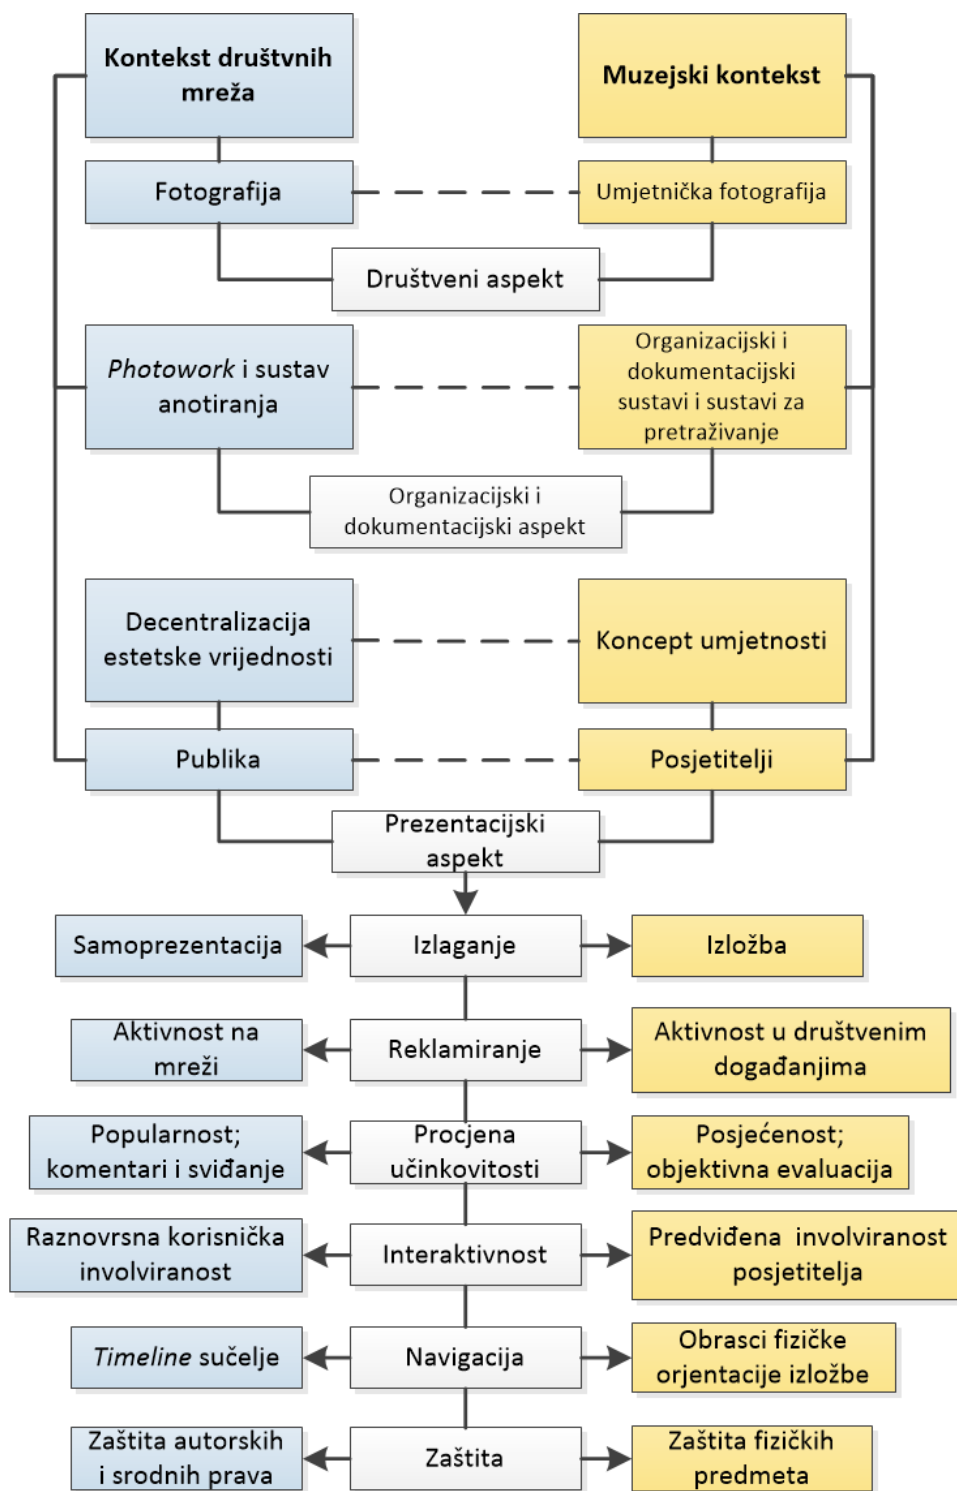 Kontekst društvnih
mreža
Muzejski kontekst
Fotografija
Umjetnička fotografija
Društveni aspekt
Photowork i sustav
anotiranja
Organizacijski i
dokumentacijski
sustavi i sustavi za
pretraživanje
Organizacijski i
dokumentacijski aspekt
Decentralizacija
estetske vrijednosti
Koncept umjetnosti
Publika
Posjetitelji
Prezentacijski
aspekt
Samoprezentacija
Izlaganje
Izložba
Aktivnost na
mreži
Reklamiranje
Aktivnost u društvenim
događanjima
Popularnost;
komentari i sviđanje
Procjena
učinkovitosti
Posjećenost;
objektivna evaluacija
Raznovrsna korisnička
involviranost
Interaktivnost
Predviđena involviranost
posjetitelja
Timeline sučelje
Navigacija
Obrasci fizičke
orjentacije izložbe
Zaštita autorskih
i srodnih prava
Zaštita
Zaštita fizičkih
predmeta